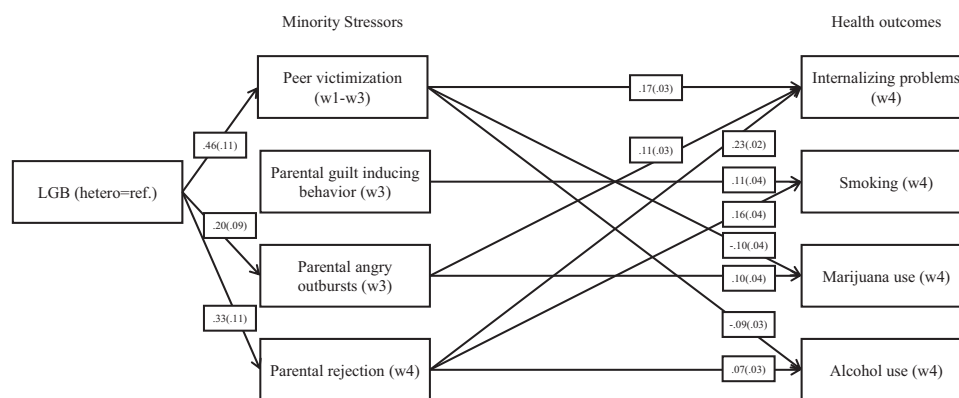 Minority Stressors
Health outcomes
Peer victimization
(w1-w3)
.17(.03)
Internalizing problems
(w4)
.46(.11)
.11(.03)
.23(.02)
LGB (hetero=ref.)
Parental guilt inducing
behavior (w3)
.11(.04)
Smoking (w4)
.16(.04)
.20(.09)
-.10(.04)
Parental angry
outbursts (w3)
.10(.04)
Marijuana use (w4)
.33(.11)
-.09(.03)
Parental rejection (w4)
.07(.03)
Alcohol use (w4)